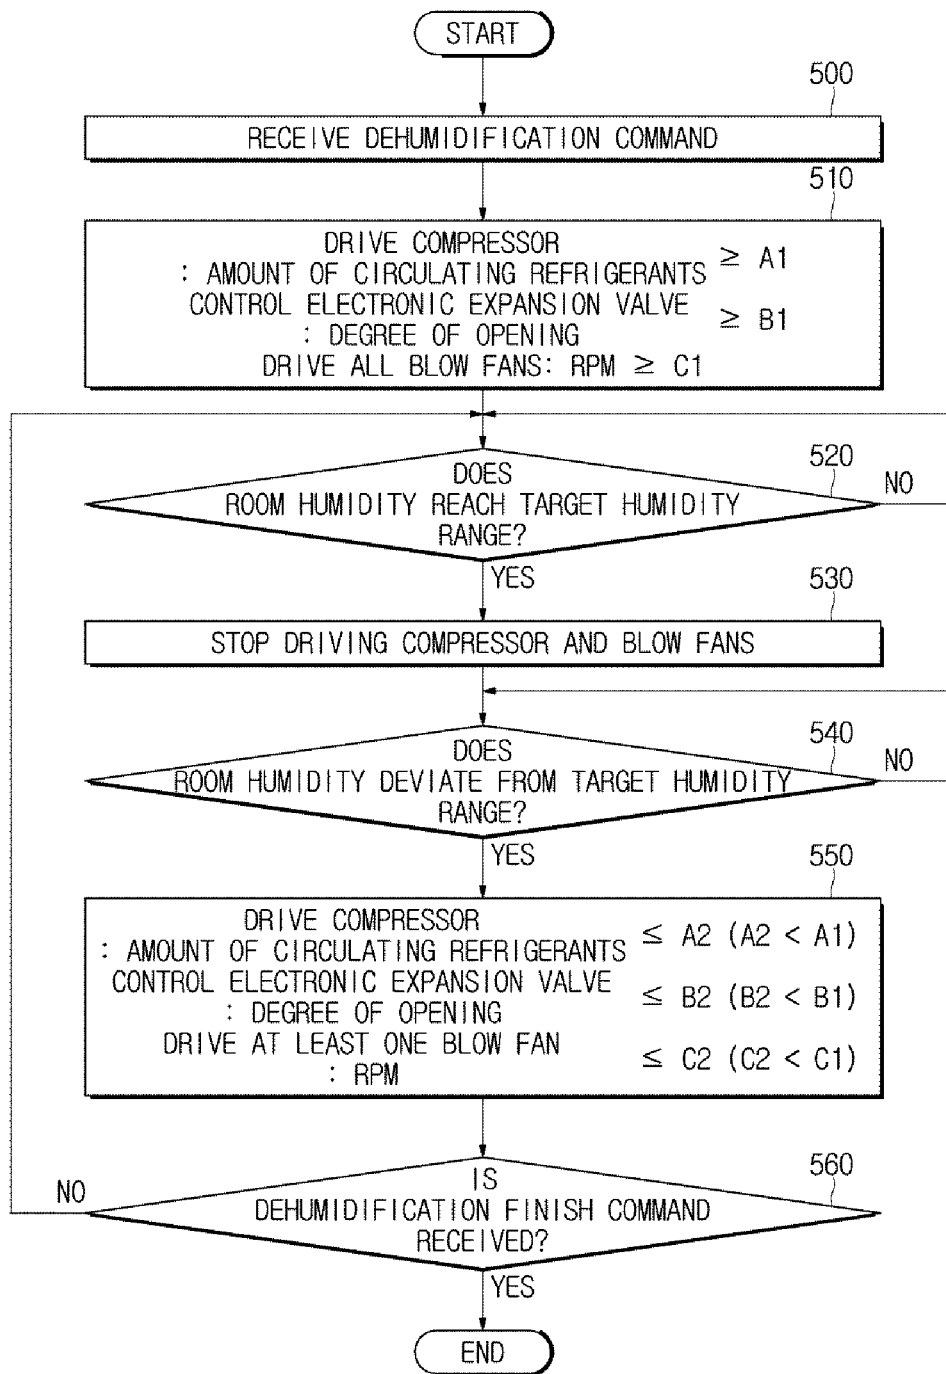 START
500
RECEIVE DEHUMIDIFICATION COMMAND
510
DRIVE COMPRESSOR
: AMOUNT OF CIRCULATING REFRIGERANTS ≥ A1
CONTROL ELECTRONIC EXPANSION VALVE
: DEGREE OF OPENING ≥ B1
DRIVE ALL BLOW FANS: RPM ≥ C1
520
DOES
ROOM HUMIDITY REACH TARGET HUMIDITY
RANGE?
NO
YES
530
STOP DRIVING COMPRESSOR AND BLOW FANS
540
DOES
ROOM HUMIDITY DEVIATE FROM TARGET HUMIDITY
RANGE?
NO
YES
550
DRIVE COMPRESSOR
: AMOUNT OF CIRCULATING REFRIGERANTS ≤ A2 (A2 < A1)
CONTROL ELECTRONIC EXPANSION VALVE
: DEGREE OF OPENING ≤ B2 (B2 < B1)
DRIVE AT LEAST ONE BLOW FAN
: RPM ≤ C2 (C2 < C1)
560
IS
DEHUMIDIFICATION FINISH COMMAND
RECEIVED?
NO
YES
END